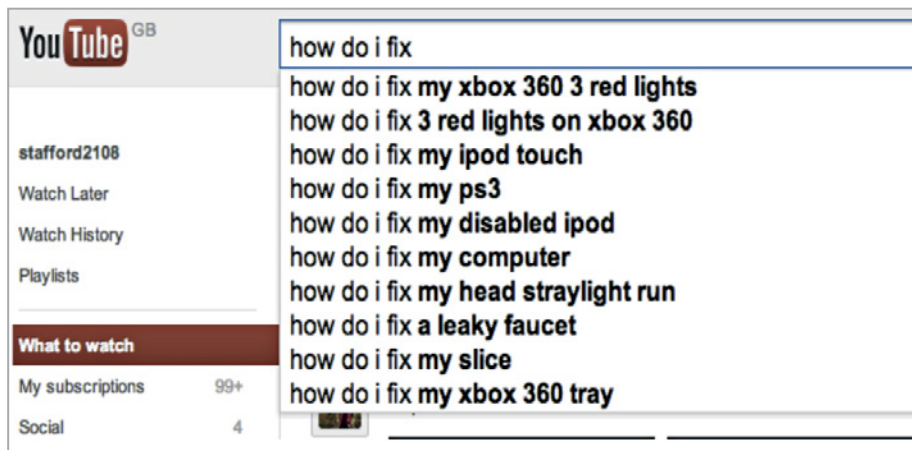 YouTube GB
how do i fix
how do i fix my xbox 360 3 red lights
how do i fix 3 red lights on xbox 360
how do i fix my ipod touch
how do i fix my ps3
how do i fix my disabled ipod
how do i fix my computer
how do i fix my head straylight run
how do i fix a leaky faucet
how do i fix my slice
how do i fix my xbox 360 tray
stafford2108
Watch Later
Watch History
Playlists
What to watch
My subscriptions 99+
Social 4